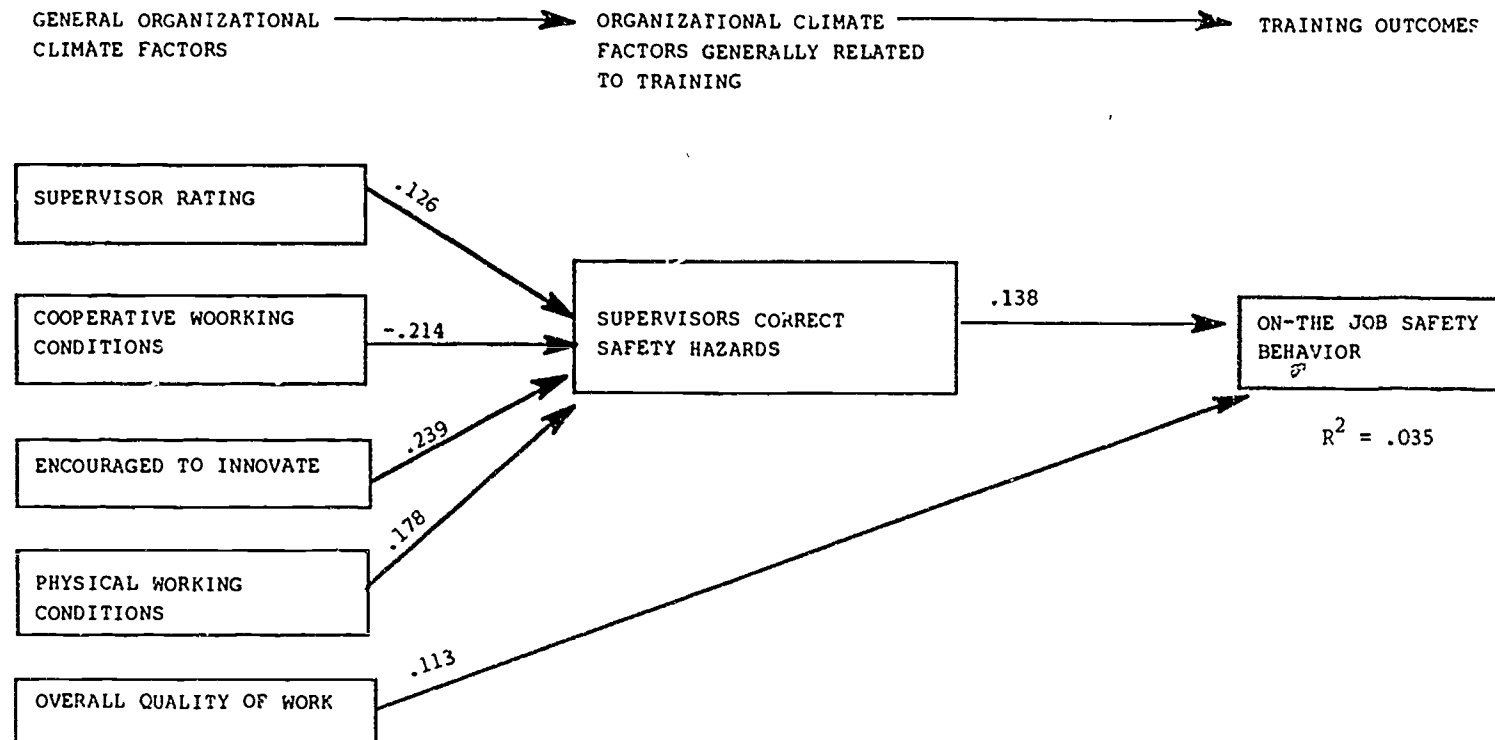 GENERAL ORGANIZATIONAL
CLIMATE FACTORS
ORGANIZATIONAL CLIMATE
FACTORS GENERALLY RELATED
TO TRAINING
TRAINING OUTCOMES
SUPERVISOR RATING
.126
COOPERATIVE WOORKING
CONDITIONS
-.214
ENCOURAGED TO INNOVATE
.239
PHYSICAL WORKING
CONDITIONS
.178
OVERALL QUALITY OF WORK
.113
SUPERVISORS CORRECT
SAFETY HAZARDS
.138
ON-THE JOB SAFETY
BEHAVIOR
R² = .035